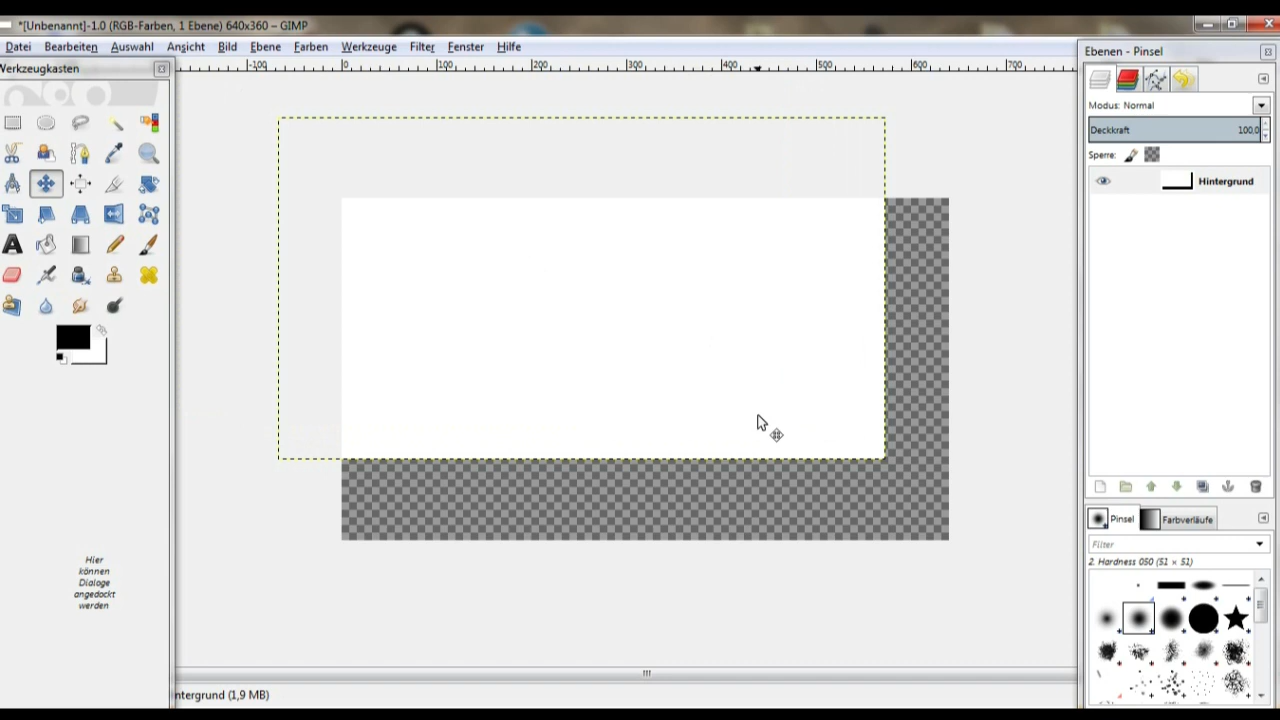 *[Unbenannt]-1.0 (RGB-Farben, 1 Ebene) 640x360 – GIMP
Datei Bearbeiten Auswahl Ansicht Bild Ebene Farben Werkzeuge Filter Fenster Hilfe
Werkzeugkasten
-100 0 100 200 300 400 500 600 700
Ebenen - Pinsel
Modus: Normal
Deckkraft 100,0
Sperre:
Hintergrund
Pinsel Farbverläufe
Filter
2. Hardness 050 (51 × 51)
Hier
können
Dialoge
angedockt
werden
ntergrund (1,9 MB)